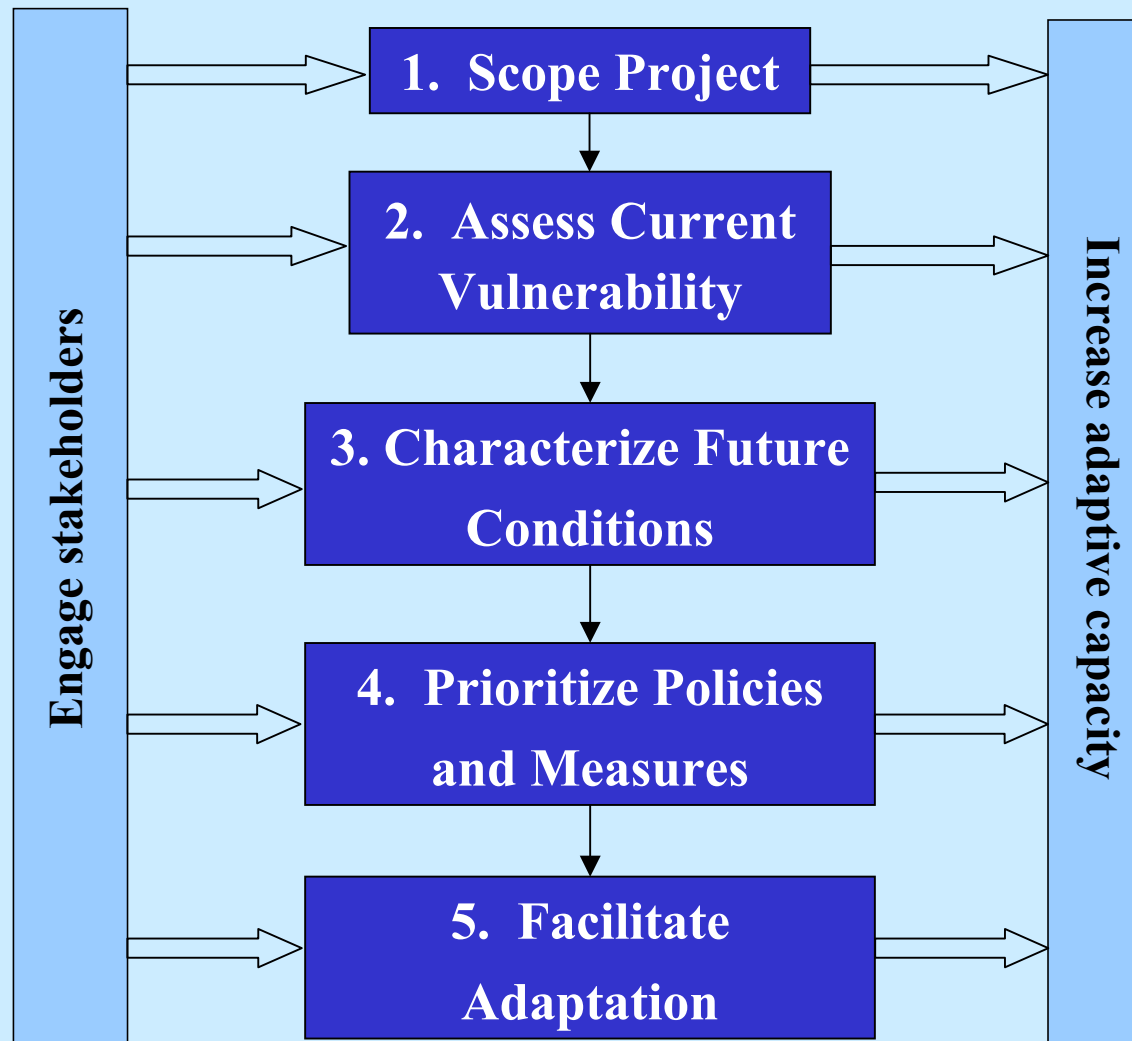 Engage stakeholders
1. Scope Project
2. Assess Current
Vulnerability
3. Characterize Future
Conditions
4. Prioritize Policies
and Measures
5. Facilitate
Adaptation
Increase adaptive capacity